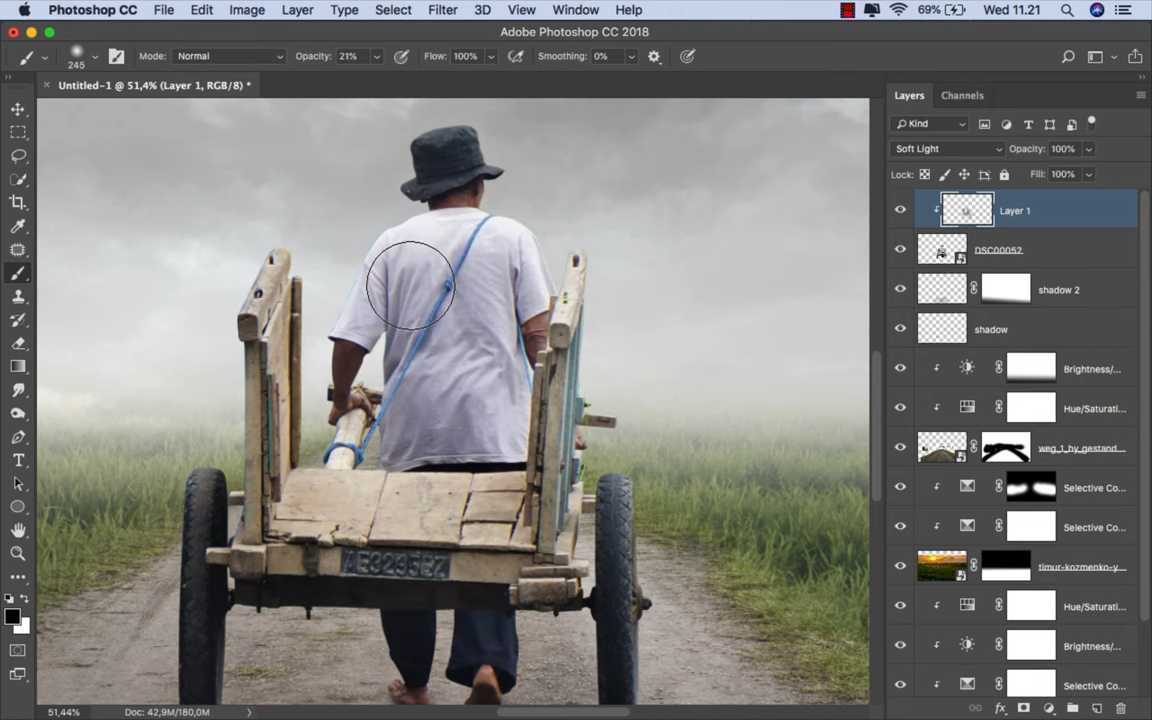 Photoshop CC File Edit Image Layer Type Select Filter 3D View Window Help 69% Wed 11.21
Adobe Photoshop CC 2018
245 Mode: Normal Opacity: 21% Flow: 100% Smoothing: 0%
× Untitled-1 @ 51,4% (Layer 1, RGB/8) *
Layers Channels
Kind
Soft Light Opacity: 100%
Lock: Fill: 100%
Layer 1
DSC00052
shadow 2
shadow
Brightness/...
Hue/Saturati...
weg_1_by_gestand...
Selective Co...
Selective Co...
timur-kozmenko-y...
Hue/Saturati...
Brightness/...
Selective Co...
51,44% Doc: 42,9M/180,0M